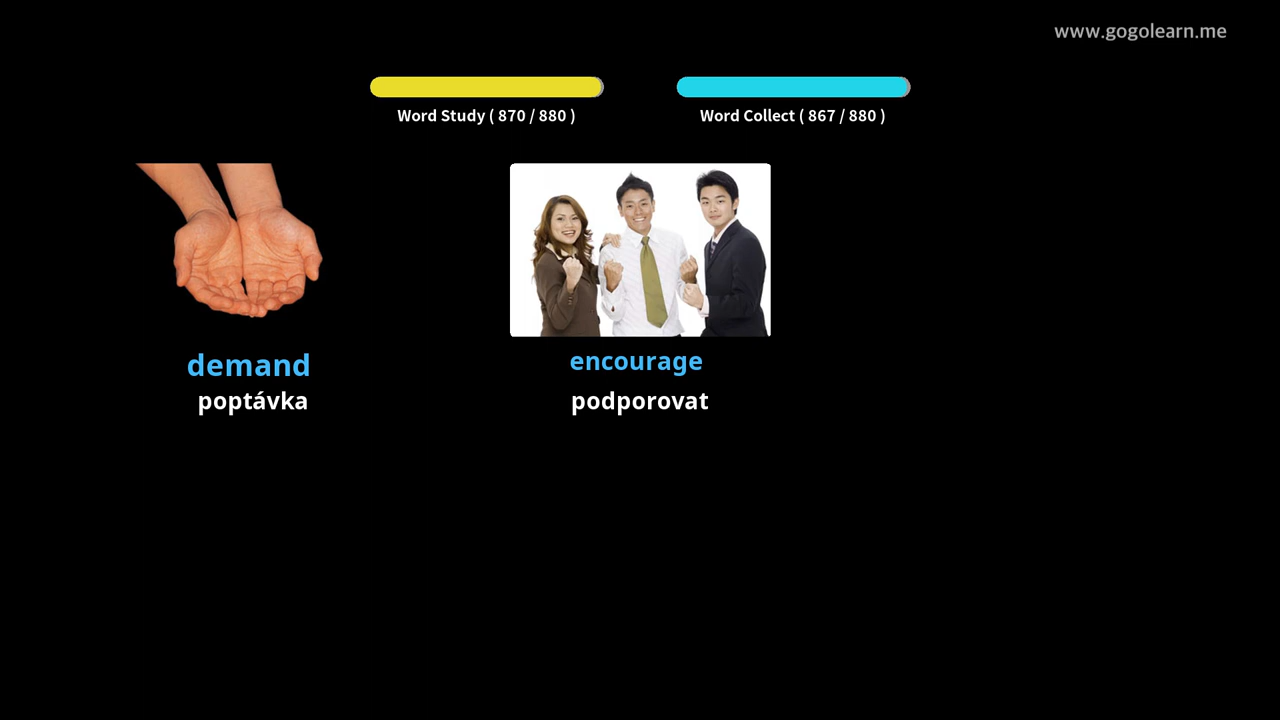 www.gogolearn.me
Word Study ( 870 / 880 )
Word Collect ( 867 / 880 )
demand
poptávka
encourage
podporovat